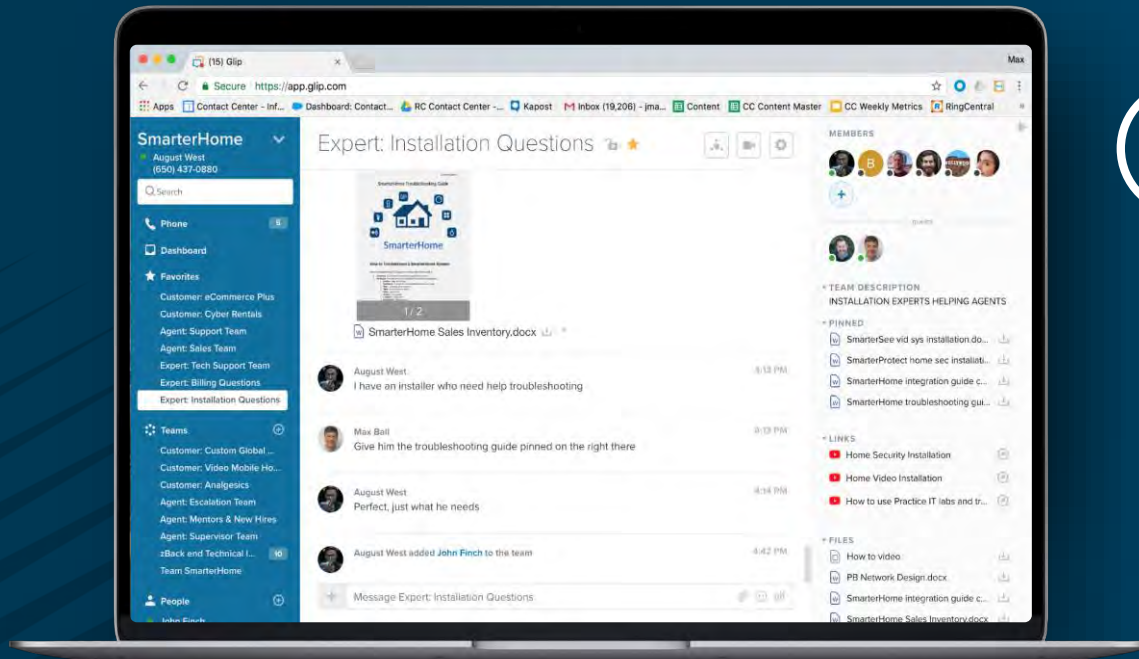 (15) Glip
Max
Secure https://app.glip.com
Apps Contact Center - Inf... Dashboard: Contact... RC Contact Center -... Kapost Inbox (19,206) - jma... Content CC Content Master CC Weekly Metrics RingCentral
SmarterHome
August West
(650) 437-0880
Search
Phone
Dashboard
Favorites
Customer: eCommerce Plus
Customer: Cyber Rentals
Agent: Support Team
Agent: Sales Team
Expert: Tech Support Team
Expert: Billing Questions
Expert: Installation Questions
Teams
Customer: Custom Global ...
Customer: Video Mobile Ho...
Customer: Analgesics
Agent: Escalation Team
Agent: Mentors & New Hires
Agent: Supervisor Team
zBack end Technical I... 10
Team SmarterHome
People
John Finch
Expert: Installation Questions
SmarterHome Troubleshooting Guide
SmarterHome
How to Troubleshoot a SmarterHome System
1/2
SmarterHome Sales Inventory.docx
August West
I have an installer who need help troubleshooting
Max Ball 4:13 PM
Give him the troubleshooting guide pinned on the right there
August West 4:14 PM
Perfect, just what he needs
August West added John Finch to the team 4:42 PM
Message Expert: Installation Questions
MEMBERS
B
TEAM DESCRIPTION
INSTALLATION EXPERTS HELPING AGENTS
PINNED
SmarterSee vid sys installation.do...
SmarterProtect home sec installati...
SmarterHome integration guide c...
SmarterHome troubleshooting gui...
LINKS
Home Security Installation
Home Video Installation
How to use Practice IT labs and tr...
FILES
How to video
PB Network Design.docx
SmarterHome integration guide c...
SmarterHome Sales Inventory.docx